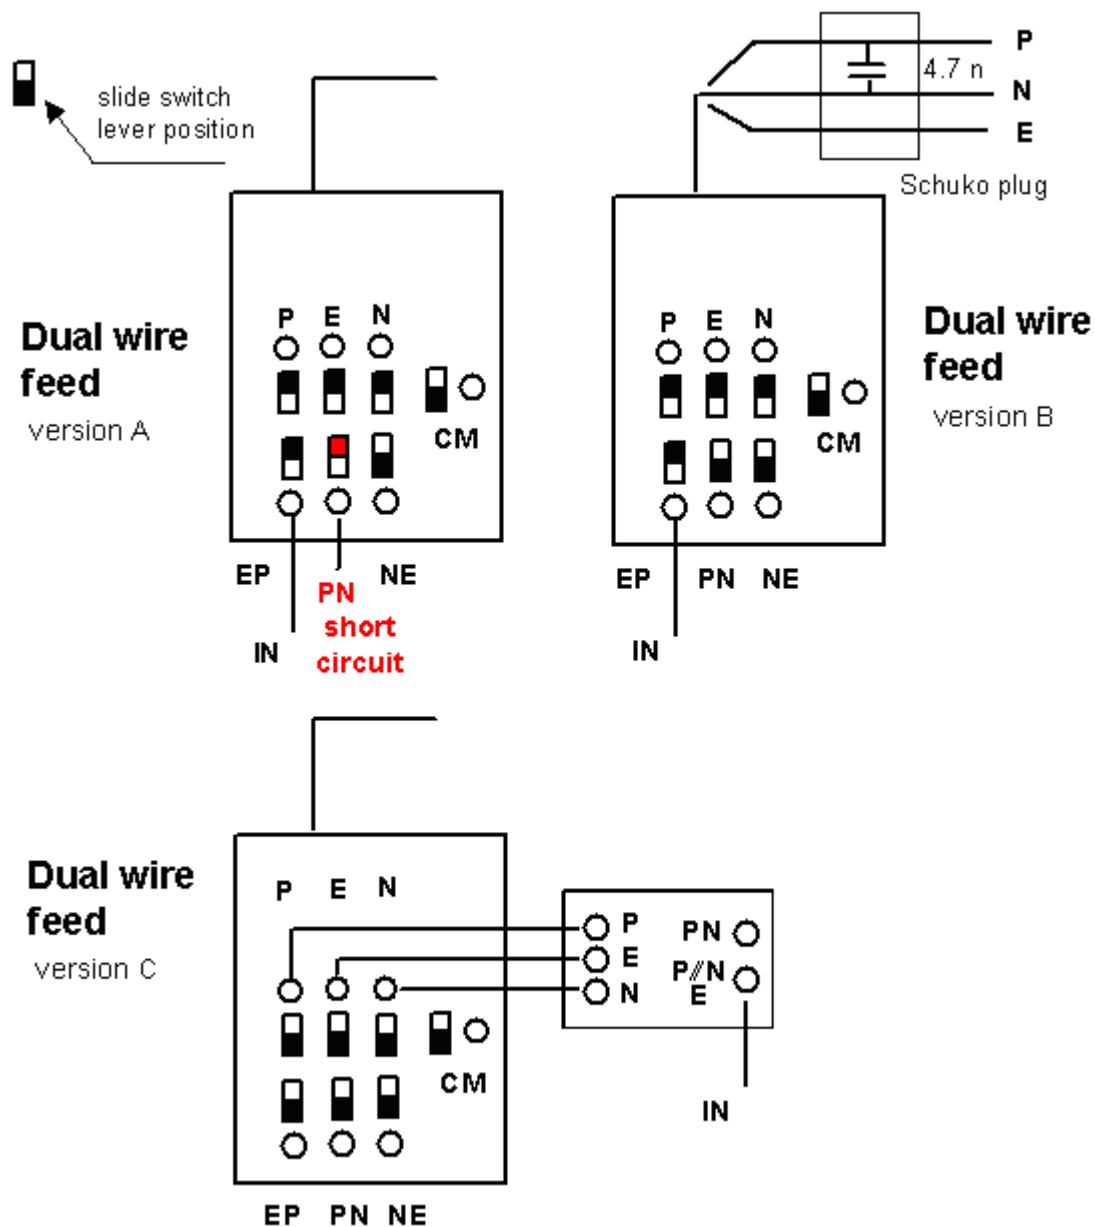 slide switch
lever position
P
4.7 n
N
E
Schuko plug
Dual wire
feed
version A
P E N
CM
EP
PN
short
circuit
NE
IN
Dual wire
feed
version B
P E N
CM
EP PN NE
IN
Dual wire
feed
version C
P E N
CM
EP PN NE
P
E
N
PN
P//N
E
IN